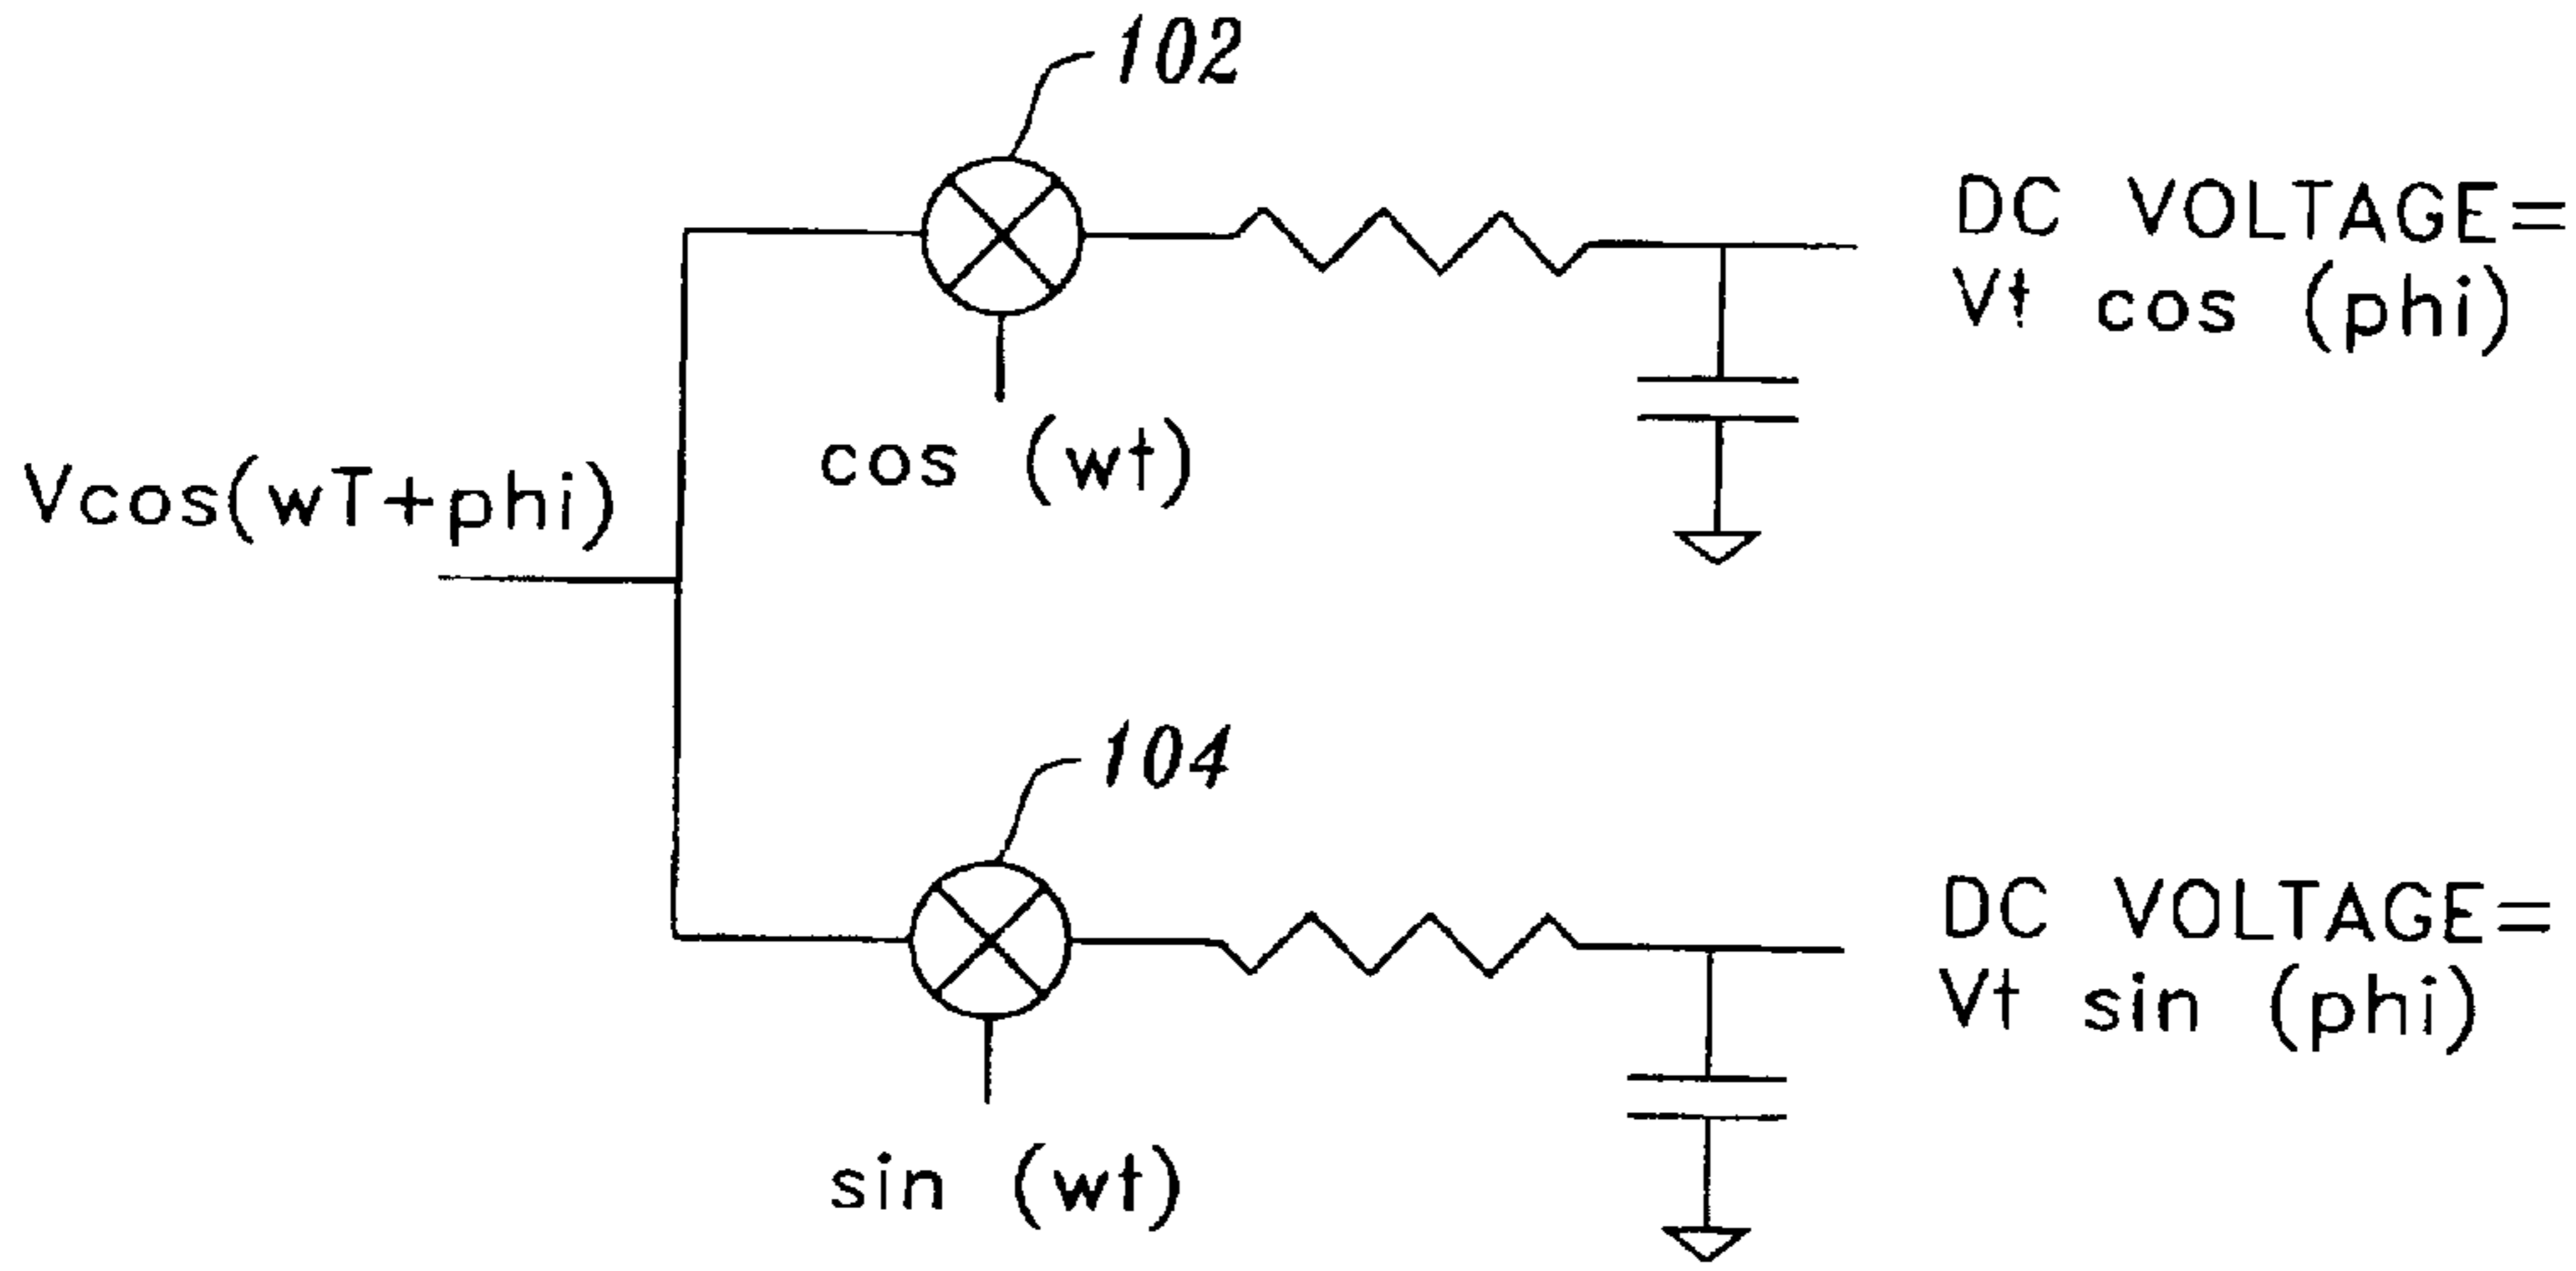 102
DC VOLTAGE=
Vt cos (phi)
cos (wt)
Vcos(wT+phi)
104
DC VOLTAGE=
Vt sin (phi)
sin (wt)